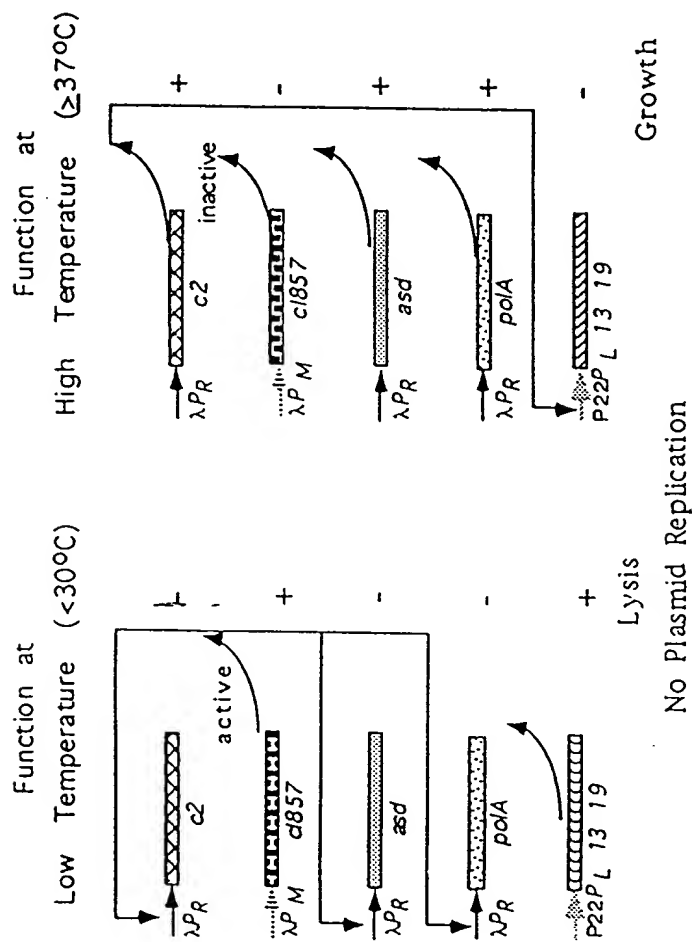 Function at
Low Temperature (<30°C)
λP_R
c2
λP_M
cI857
active
+
λP_R
asd
-
λP_R
polA
-
P22P_L 13 19
+
Lysis
Function at
High Temperature (≥37°C)
λP_R
c2
+
λP_M
cI857
inactive
-
λP_R
asd
+
λP_R
polA
+
P22P_L 13 19
-
Growth
No Plasmid Replication